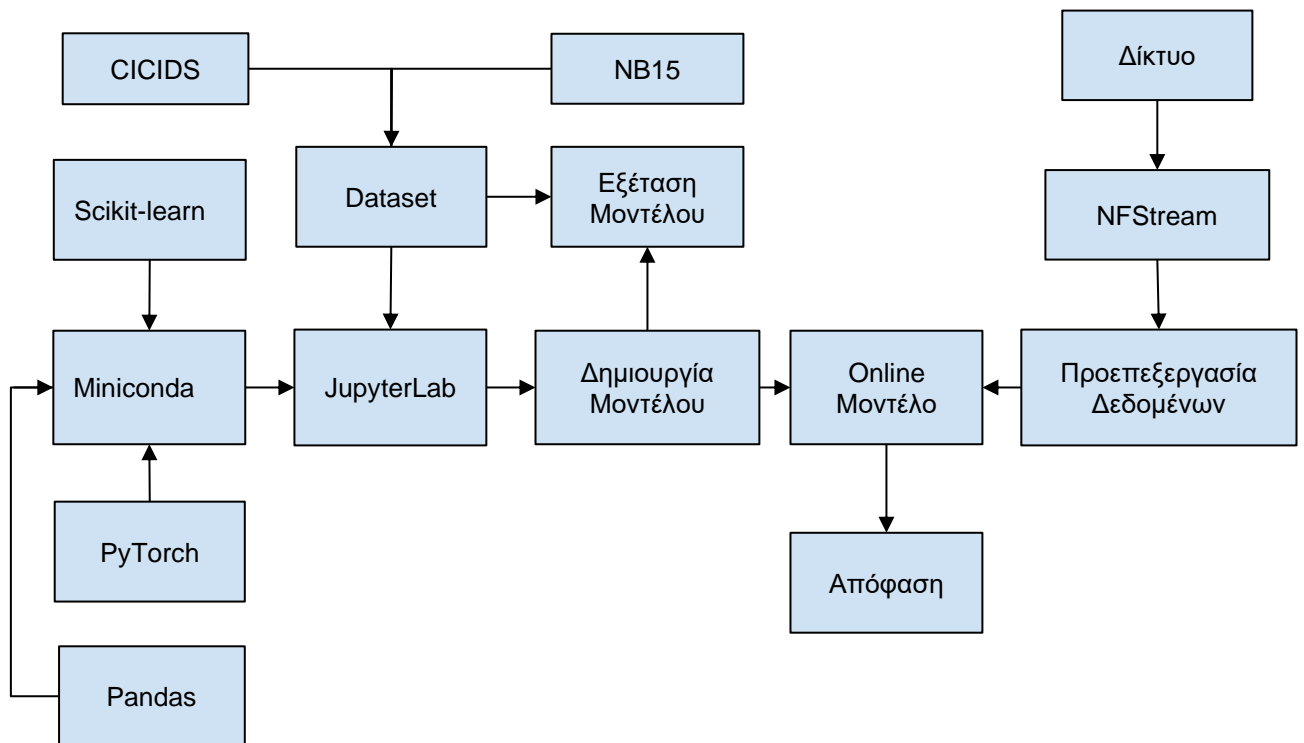 CICIDS
NB15
Δίκτυο
Scikit-learn
Dataset
Εξέταση
Μοντέλου
NFStream
Miniconda
JupyterLab
Δημιουργία
Μοντέλου
Online
Μοντέλο
Προεπεξεργασία
Δεδομένων
PyTorch
Απόφαση
Pandas